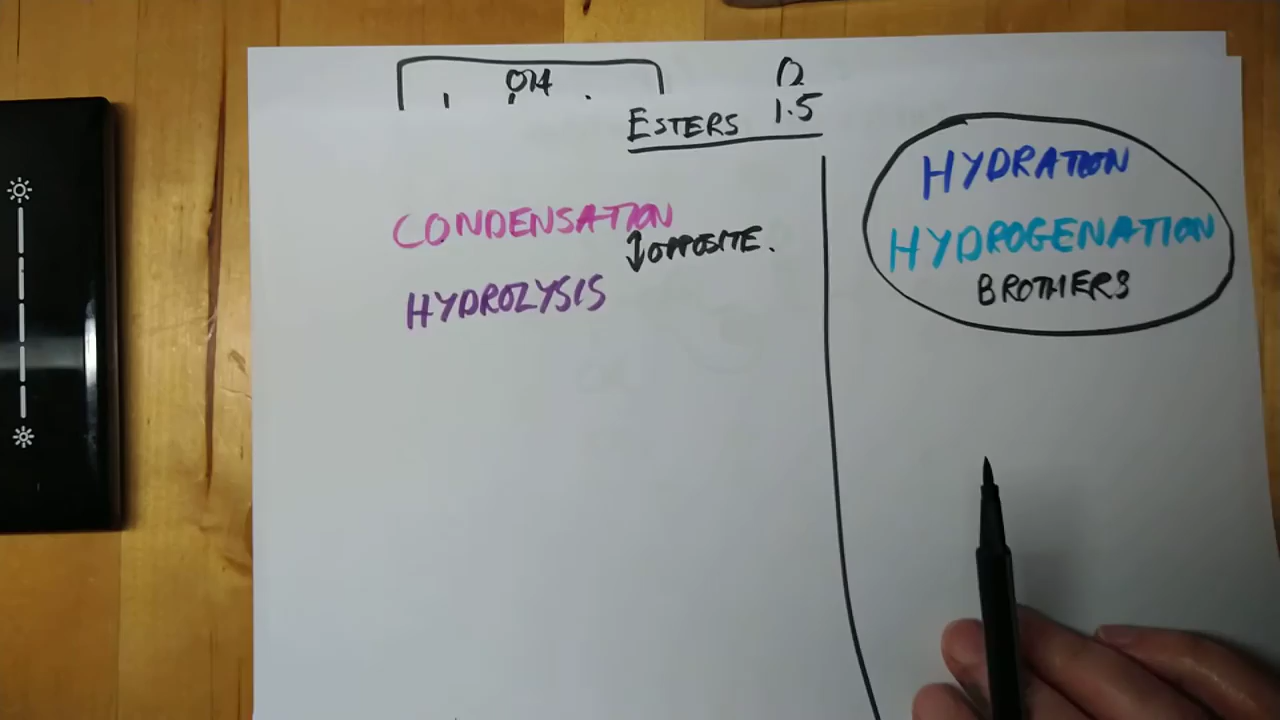 OH
ESTERS 1.5
CONDENSATION
↕OPPOSITE.
HYDROLYSIS
HYDRATION
HYDROGENATION
BROTHERS